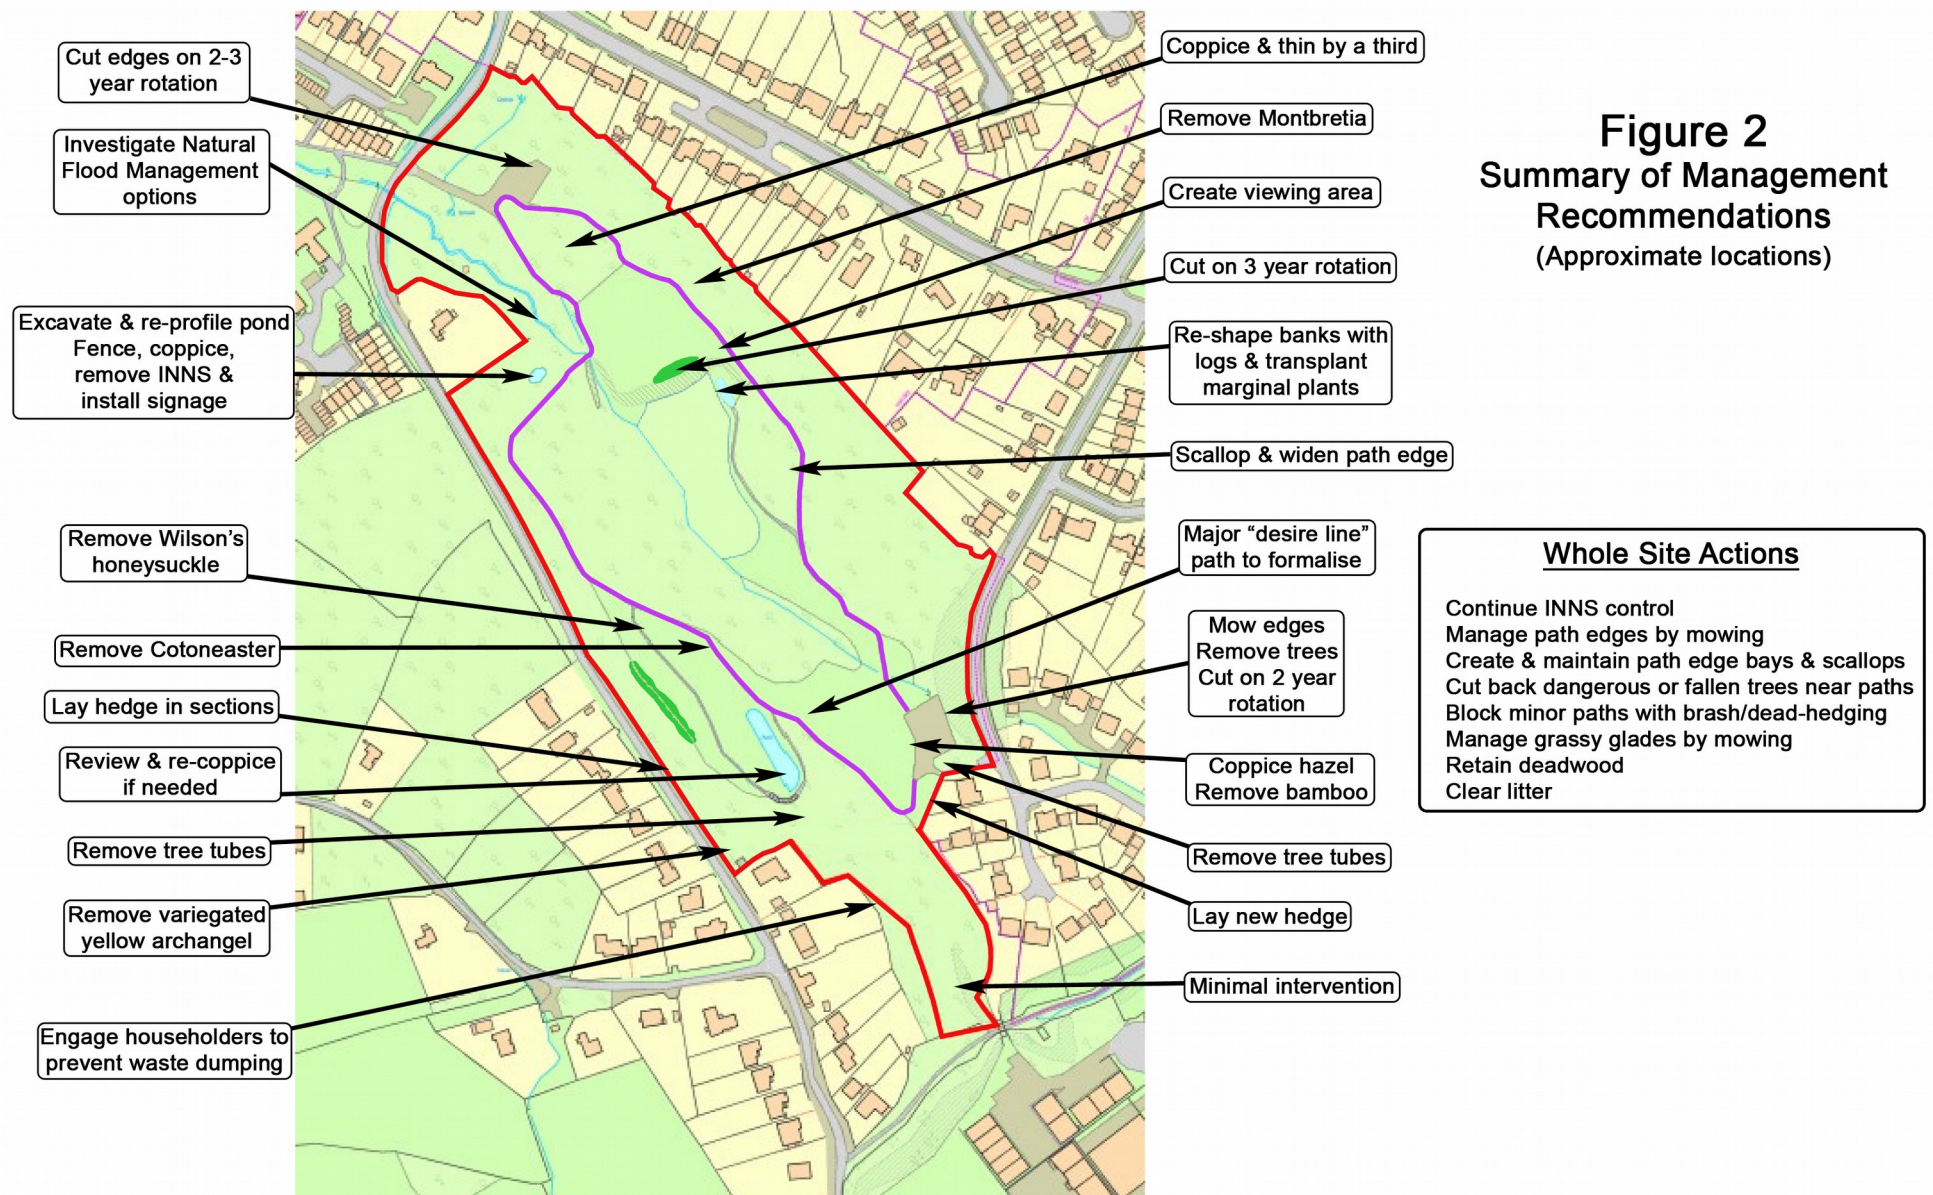 Cut edges on 2-3
year rotation
Investigate Natural
Flood Management
options
Excavate & re-profile pond
Fence, coppice,
remove INNS &
install signage
Remove Wilson's
honeysuckle
Remove Cotoneaster
Lay hedge in sections
Review & re-coppice
if needed
Remove tree tubes
Remove variegated
yellow archangel
Engage householders to
prevent waste dumping
Coppice & thin by a third
Remove Montbretia
Create viewing area
Cut on 3 year rotation
Re-shape banks with
logs & transplant
marginal plants
Scallop & widen path edge
Major “desire line”
path to formalise
Mow edges
Remove trees
Cut on 2 year
rotation
Coppice hazel
Remove bamboo
Remove tree tubes
Lay new hedge
Minimal intervention
Figure 2
Summary of Management
Recommendations
(Approximate locations)
Whole Site Actions
Continue INNS control
Manage path edges by mowing
Create & maintain path edge bays & scallops
Cut back dangerous or fallen trees near paths
Block minor paths with brash/dead-hedging
Manage grassy glades by mowing
Retain deadwood
Clear litter